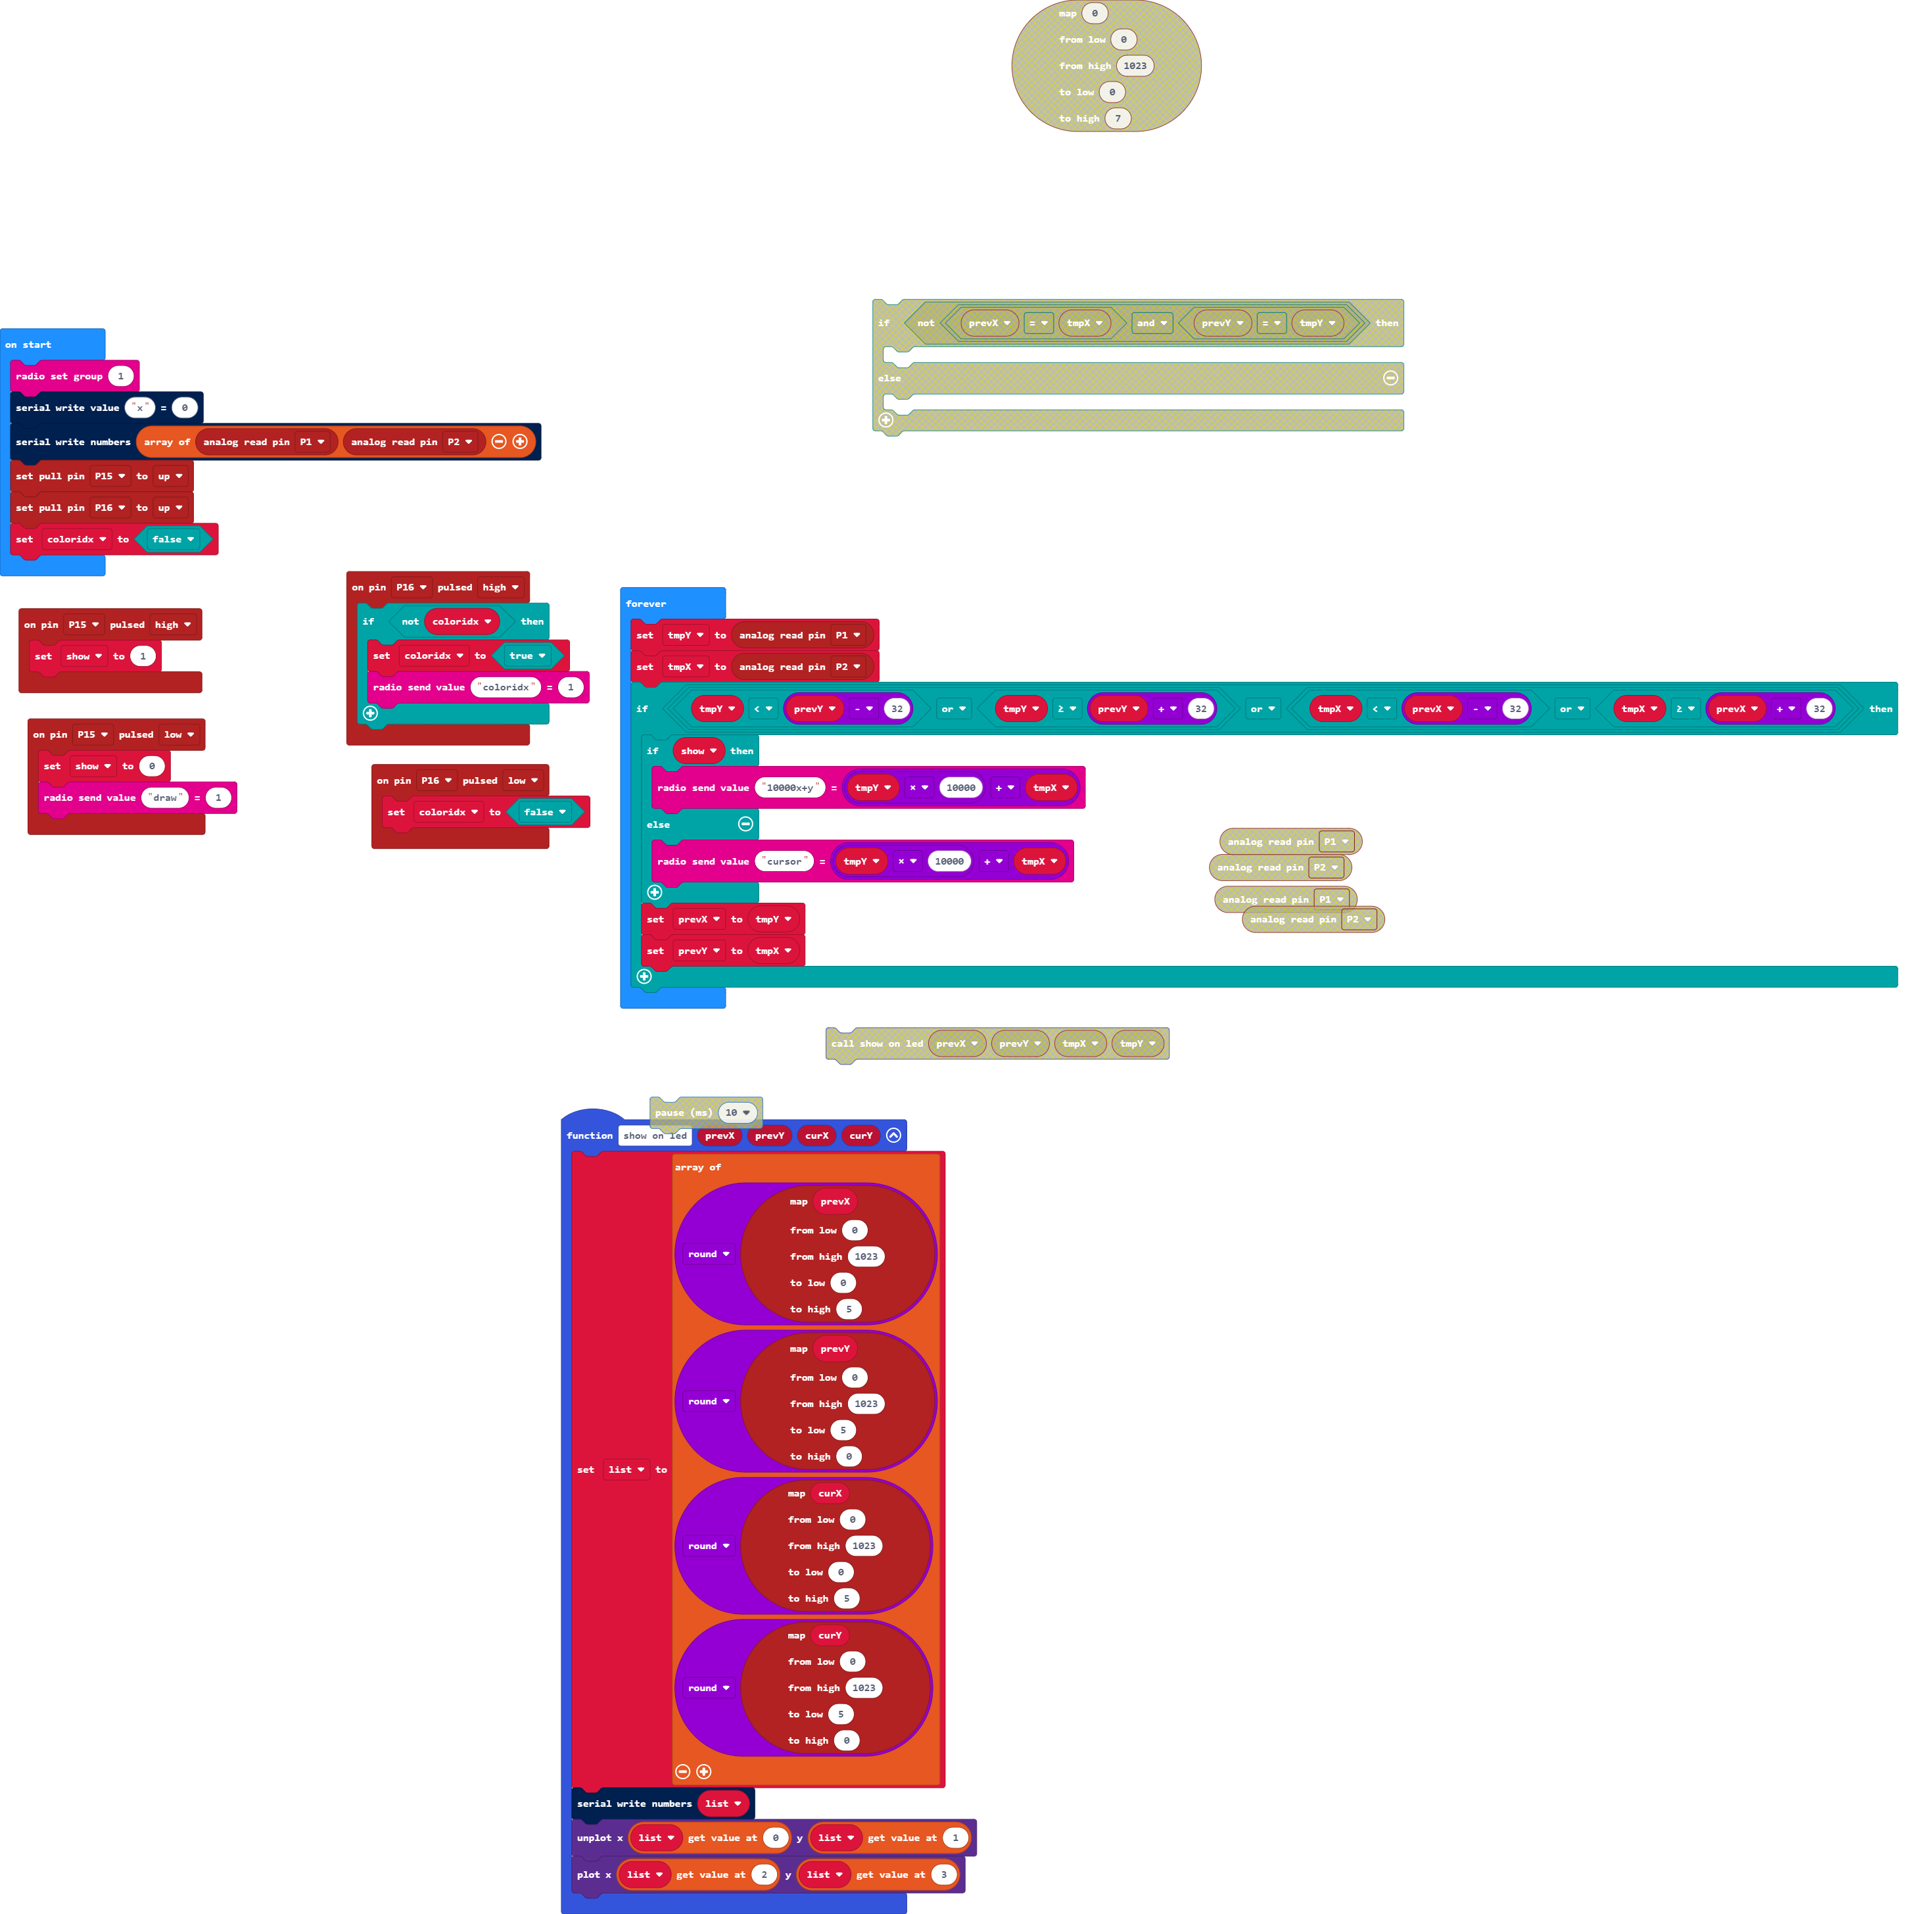 map 0
from low 0
from high 1023
to low 0
to high 7
if not prevX = tmpX and prevY = tmpY then
else
on start
radio set group 1
serial write value "x" = 0
serial write numbers array of analog read pin P1 analog read pin P2
set pull pin P15 to up
set pull pin P16 to up
set coloridx to false
on pin P15 pulsed high
set show to 1
on pin P15 pulsed low
set show to 0
radio send value "draw" = 1
on pin P16 pulsed high
if not coloridx then
set coloridx to true
radio send value "coloridx" = 1
on pin P16 pulsed low
set coloridx to false
forever
set tmpY to analog read pin P1
set tmpX to analog read pin P2
if tmpY < prevY - 32 or tmpY ≥ prevY + 32 or tmpX < prevX - 32 or tmpX ≥ prevX + 32 then
if show then
radio send value "10000x+y" = tmpY × 10000 + tmpX
else
radio send value "cursor" = tmpY × 10000 + tmpX
set prevX to tmpY
set prevY to tmpX
analog read pin P1
analog read pin P2
analog read pin P1
analog read pin P2
call show on led prevX prevY tmpX tmpY
pause (ms) 10
function show on led prevX prevY curX curY
set list to
array of
round
map prevX
from low 0
from high 1023
to low 0
to high 5
round
map prevY
from low 0
from high 1023
to low 5
to high 0
round
map curX
from low 0
from high 1023
to low 0
to high 5
round
map curY
from low 0
from high 1023
to low 5
to high 0
serial write numbers list
unplot x list get value at 0 y list get value at 1
plot x list get value at 2 y list get value at 3